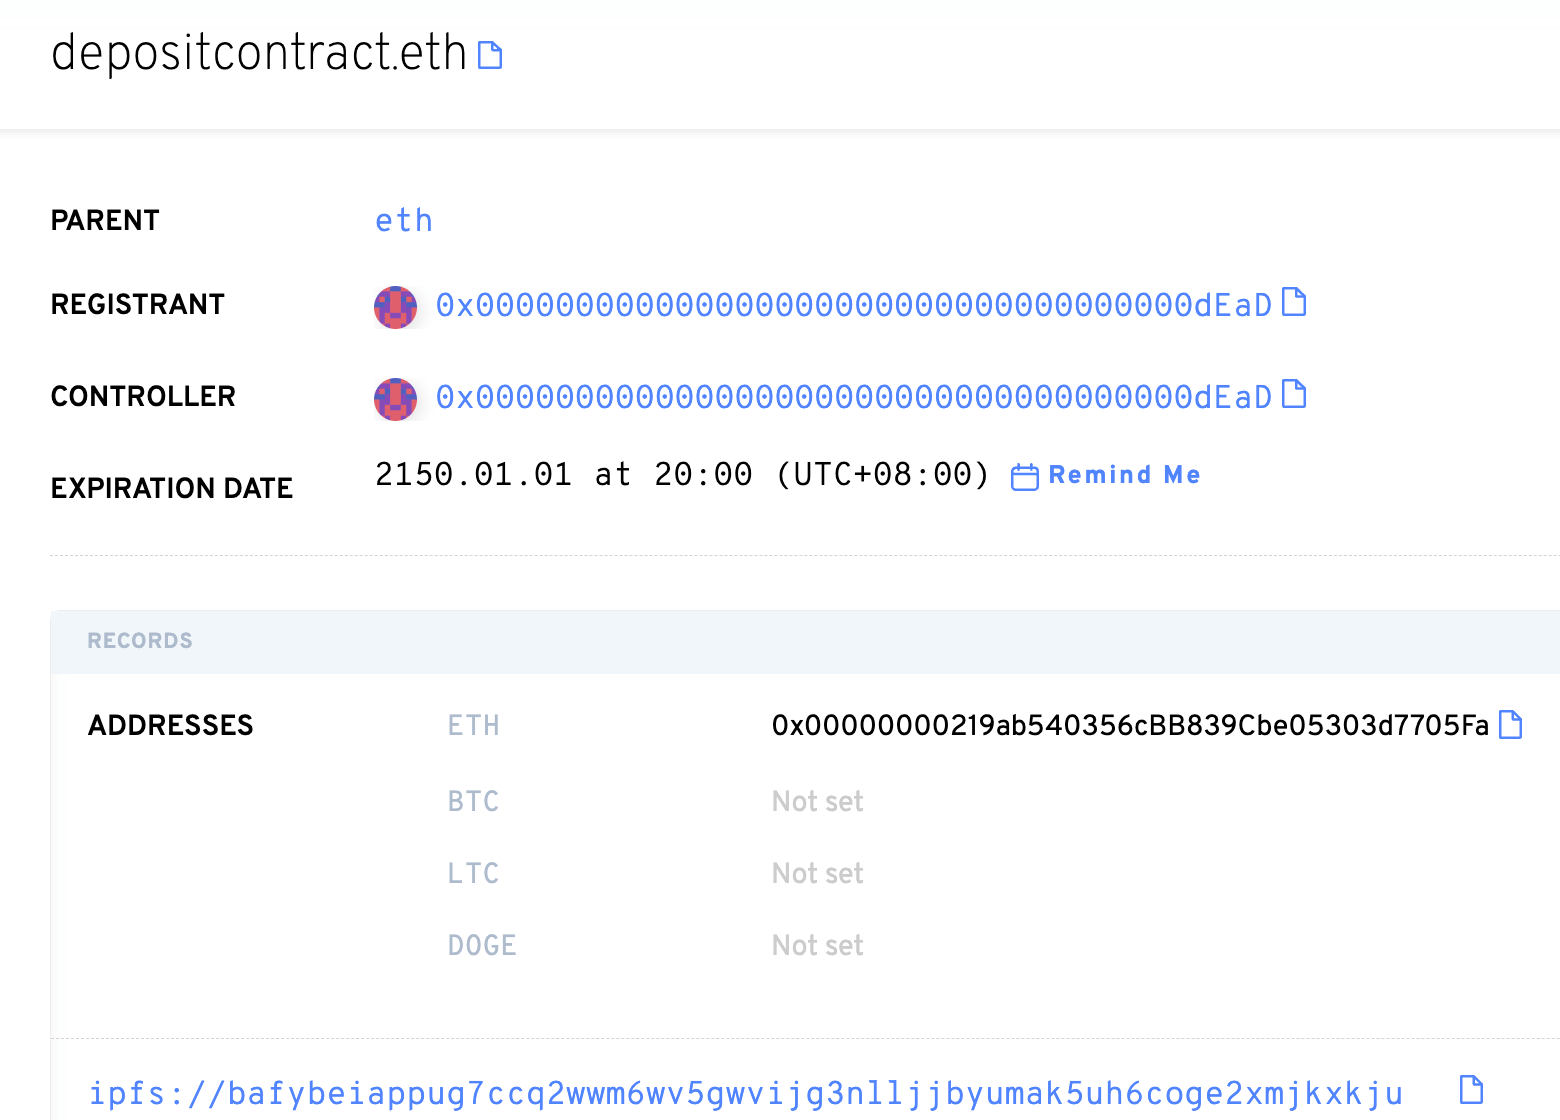 depositcontract.eth
PARENT eth
REGISTRANT 0x000000000000000000000000000000000000dEaD
CONTROLLER 0x000000000000000000000000000000000000dEaD
EXPIRATION DATE 2150.01.01 at 20:00 (UTC+08:00) Remind Me
RECORDS
ADDRESSES ETH 0x00000000219ab540356cBB839Cbe05303d7705Fa
BTC Not set
LTC Not set
DOGE Not set
ipfs://bafybeiappug7ccq2wwm6wv5gwvijg3nlljjbyumak5uh6coge2xmjkxkju